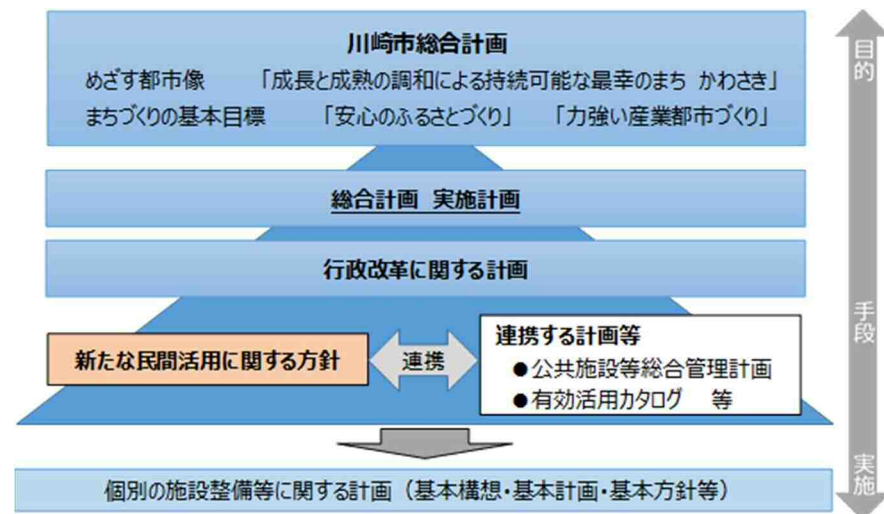 川崎市総合計画
めざす都市像 「成長と成熟の調和による持続可能な最幸のまち かわさき」
まちづくりの基本目標 「安心のふるさとづくり」 「力強い産業都市づくり」
総合計画 実施計画
行政改革に関する計画
新たな民間活用に関する方針
連携
連携する計画等
●公共施設等総合管理計画
●有効活用カタログ 等
個別の施設整備等に関する計画（基本構想・基本計画・基本方針等）
目的
手段
実施